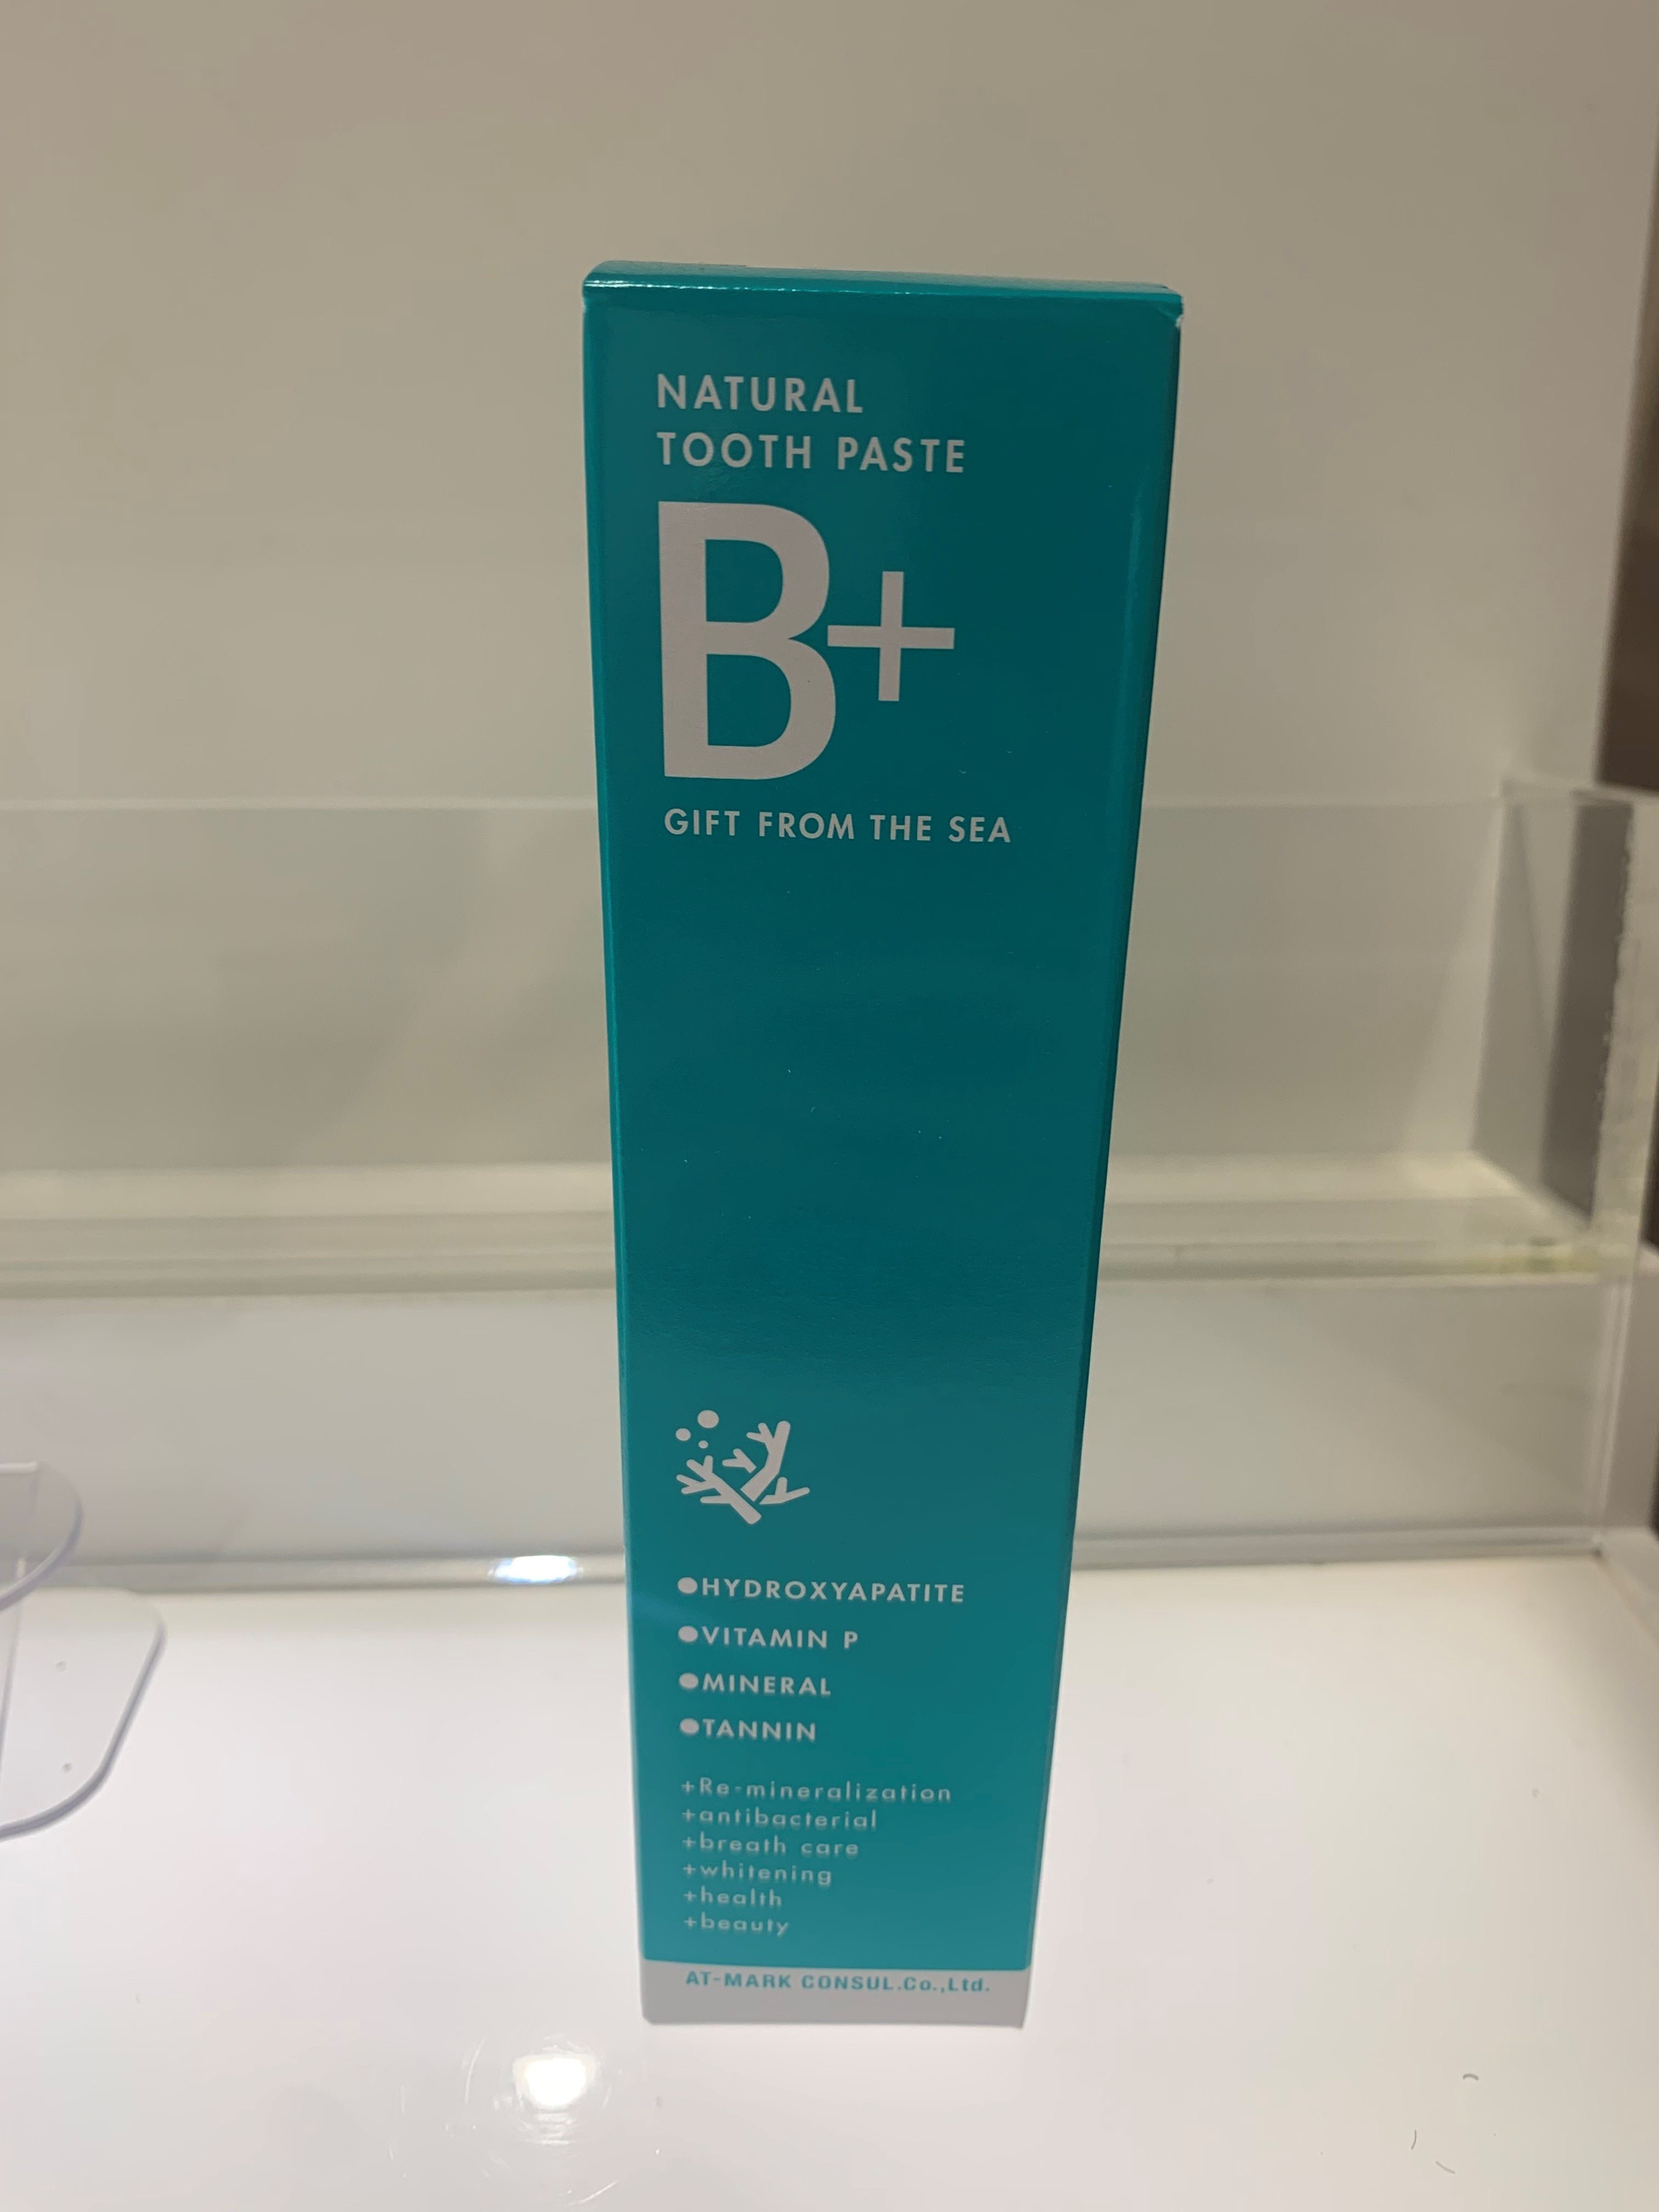 NATURAL
TOOTH PASTE
B+
GIFT FROM THE SEA
●HYDROXYAPATITE
●VITAMIN P
●MINERAL
●TANNIN
+Re-mineralization
+antibacterial
+breath care
+whitening
+health
+beauty
AT-MARK CONSUL.Co.,Ltd.